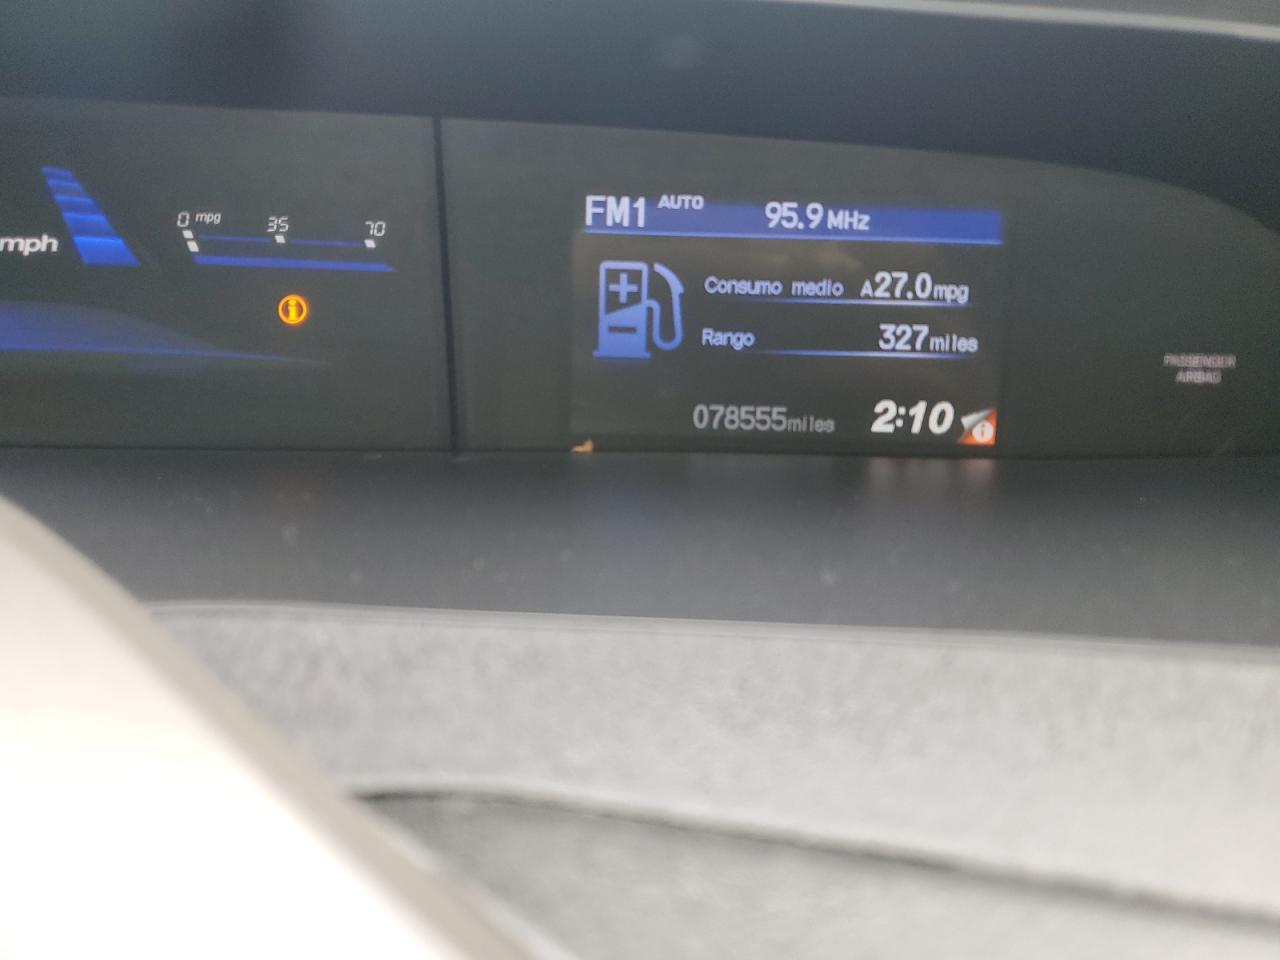 mph
0 mpg 35 70
FM1 AUTO 95.9 MHz
Consumo medio A27.0mpg
Rango 327miles
078555miles 2:10
PASSENGER
AIRBAG